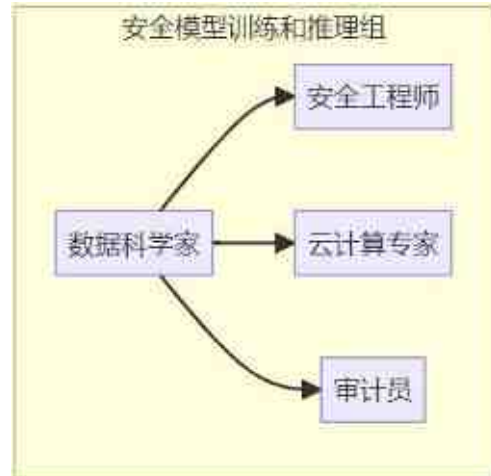 安全模型训练和推理组
安全工程师
数据科学家
云计算专家
审计员